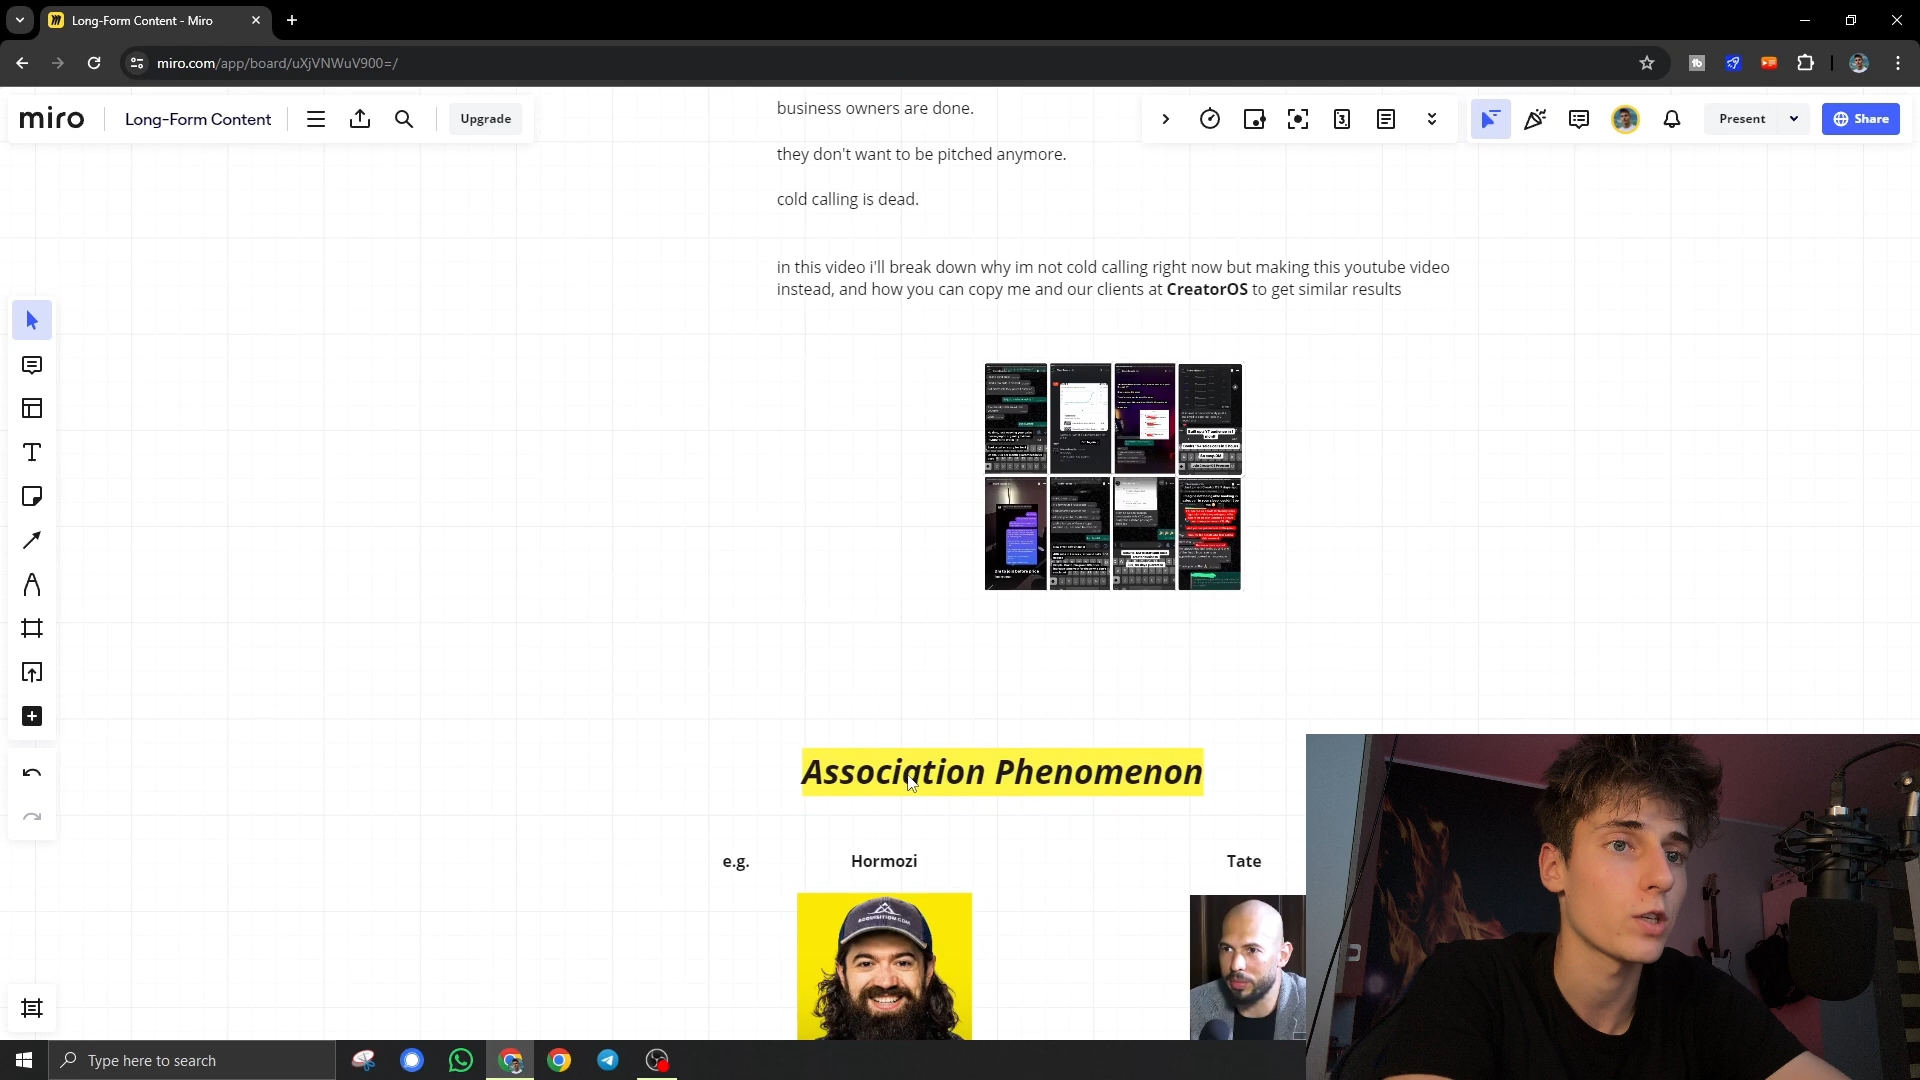 Long-Form Content - Miro
miro.com/app/board/uXjVNWuV900=/
miro
Long-Form Content
Upgrade
Present
Share
business owners are done.
they don't want to be pitched anymore.
cold calling is dead.
in this video i'll break down why im not cold calling right now but making this youtube video
instead, and how you can copy me and our clients at CreatorOS to get similar results
Association Phenomenon
e.g.
Hormozi
Tate
ACQUISITION.COM
Type here to search